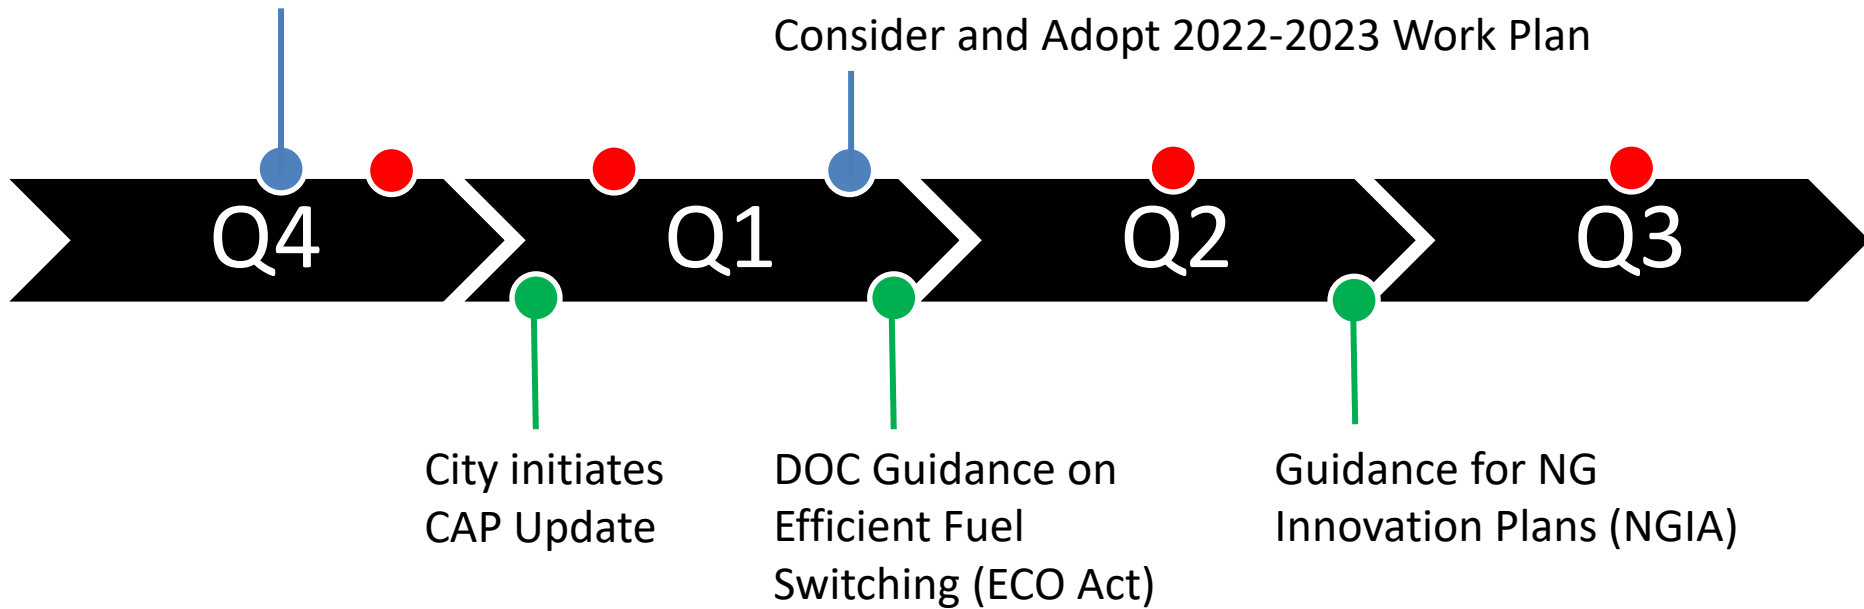 Consider and Adopt 2022-2023 Work Plan
Q4
Q1
Q2
Q3
City initiates
CAP Update
DOC Guidance on
Efficient Fuel
Switching (ECO Act)
Guidance for NG
Innovation Plans (NGIA)